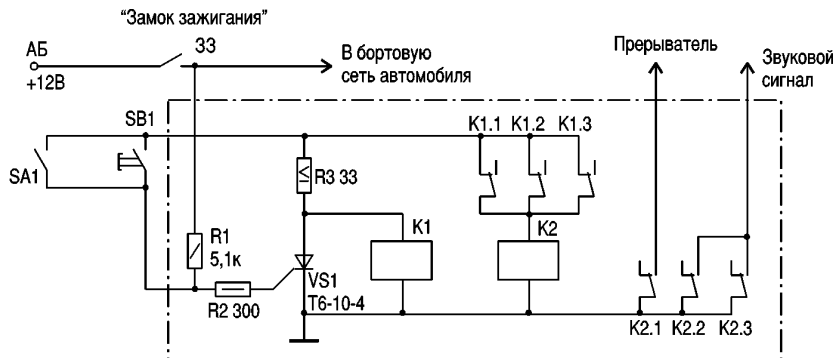 "Замок зажигания"
АБ
+12В
ЗЗ
В бортовую
сеть автомобиля
Прерыватель
Звуковой
сигнал
SB1
SA1
K1.1
K1.2
K1.3
R3 33
R1
5,1к
K1
K2
R2 300
VS1
Т6-10-4
K2.1
K2.2
K2.3